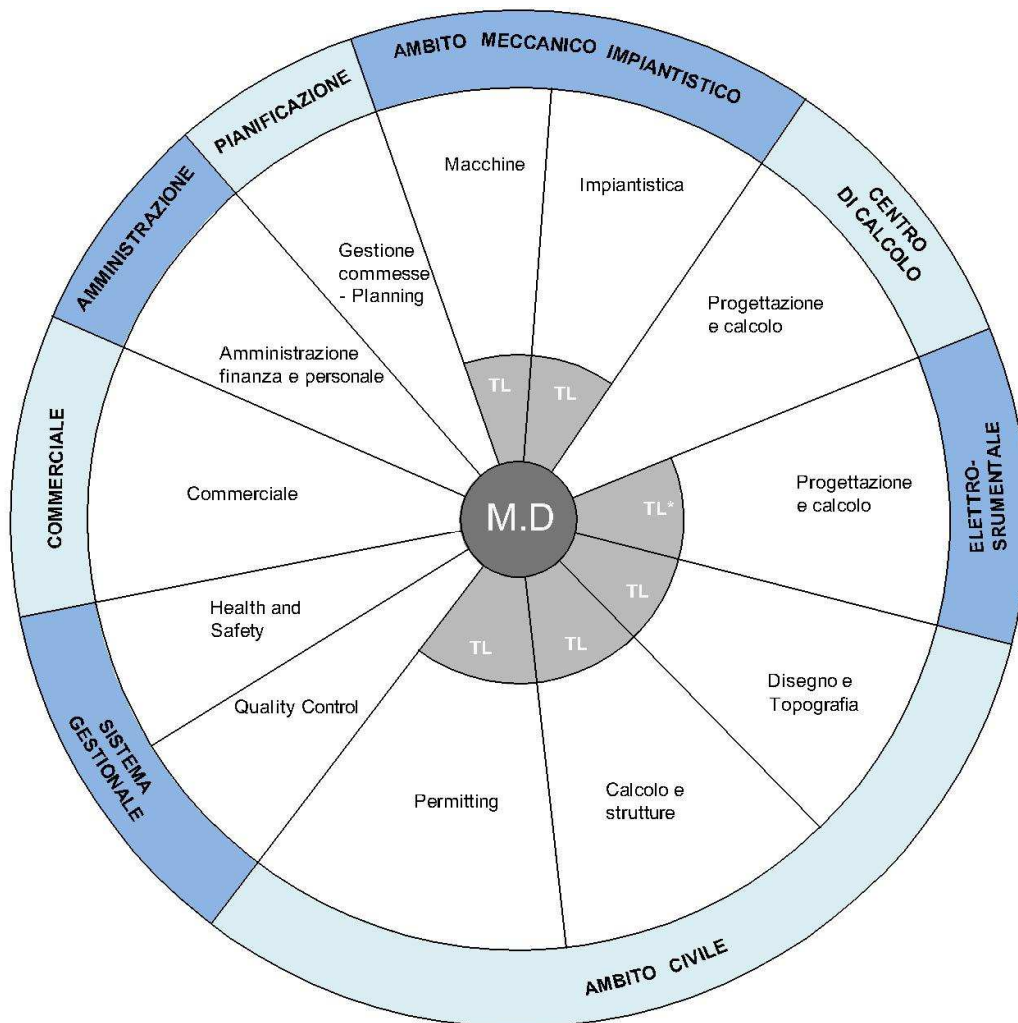 AMBITO MECCANICO IMPIANTISTICO
PIANIFICAZIONE
AMMINISTRAZIONE
COMMERCIALE
SISTEMA
GESTIONALE
AMBITO CIVILE
ELETTRO-
SRUMENTALE
CENTRO
DI CALCOLO
Macchine
Impiantistica
Gestione
commesse
- Planning
Progettazione
e calcolo
Amministrazione
finanza e personale
Commerciale
Progettazione
e calcolo
Health and
Safety
Quality Control
Disegno e
Topografia
Permitting
Calcolo e
strutture
TL
TL
TL*
TL
TL
TL
M.D